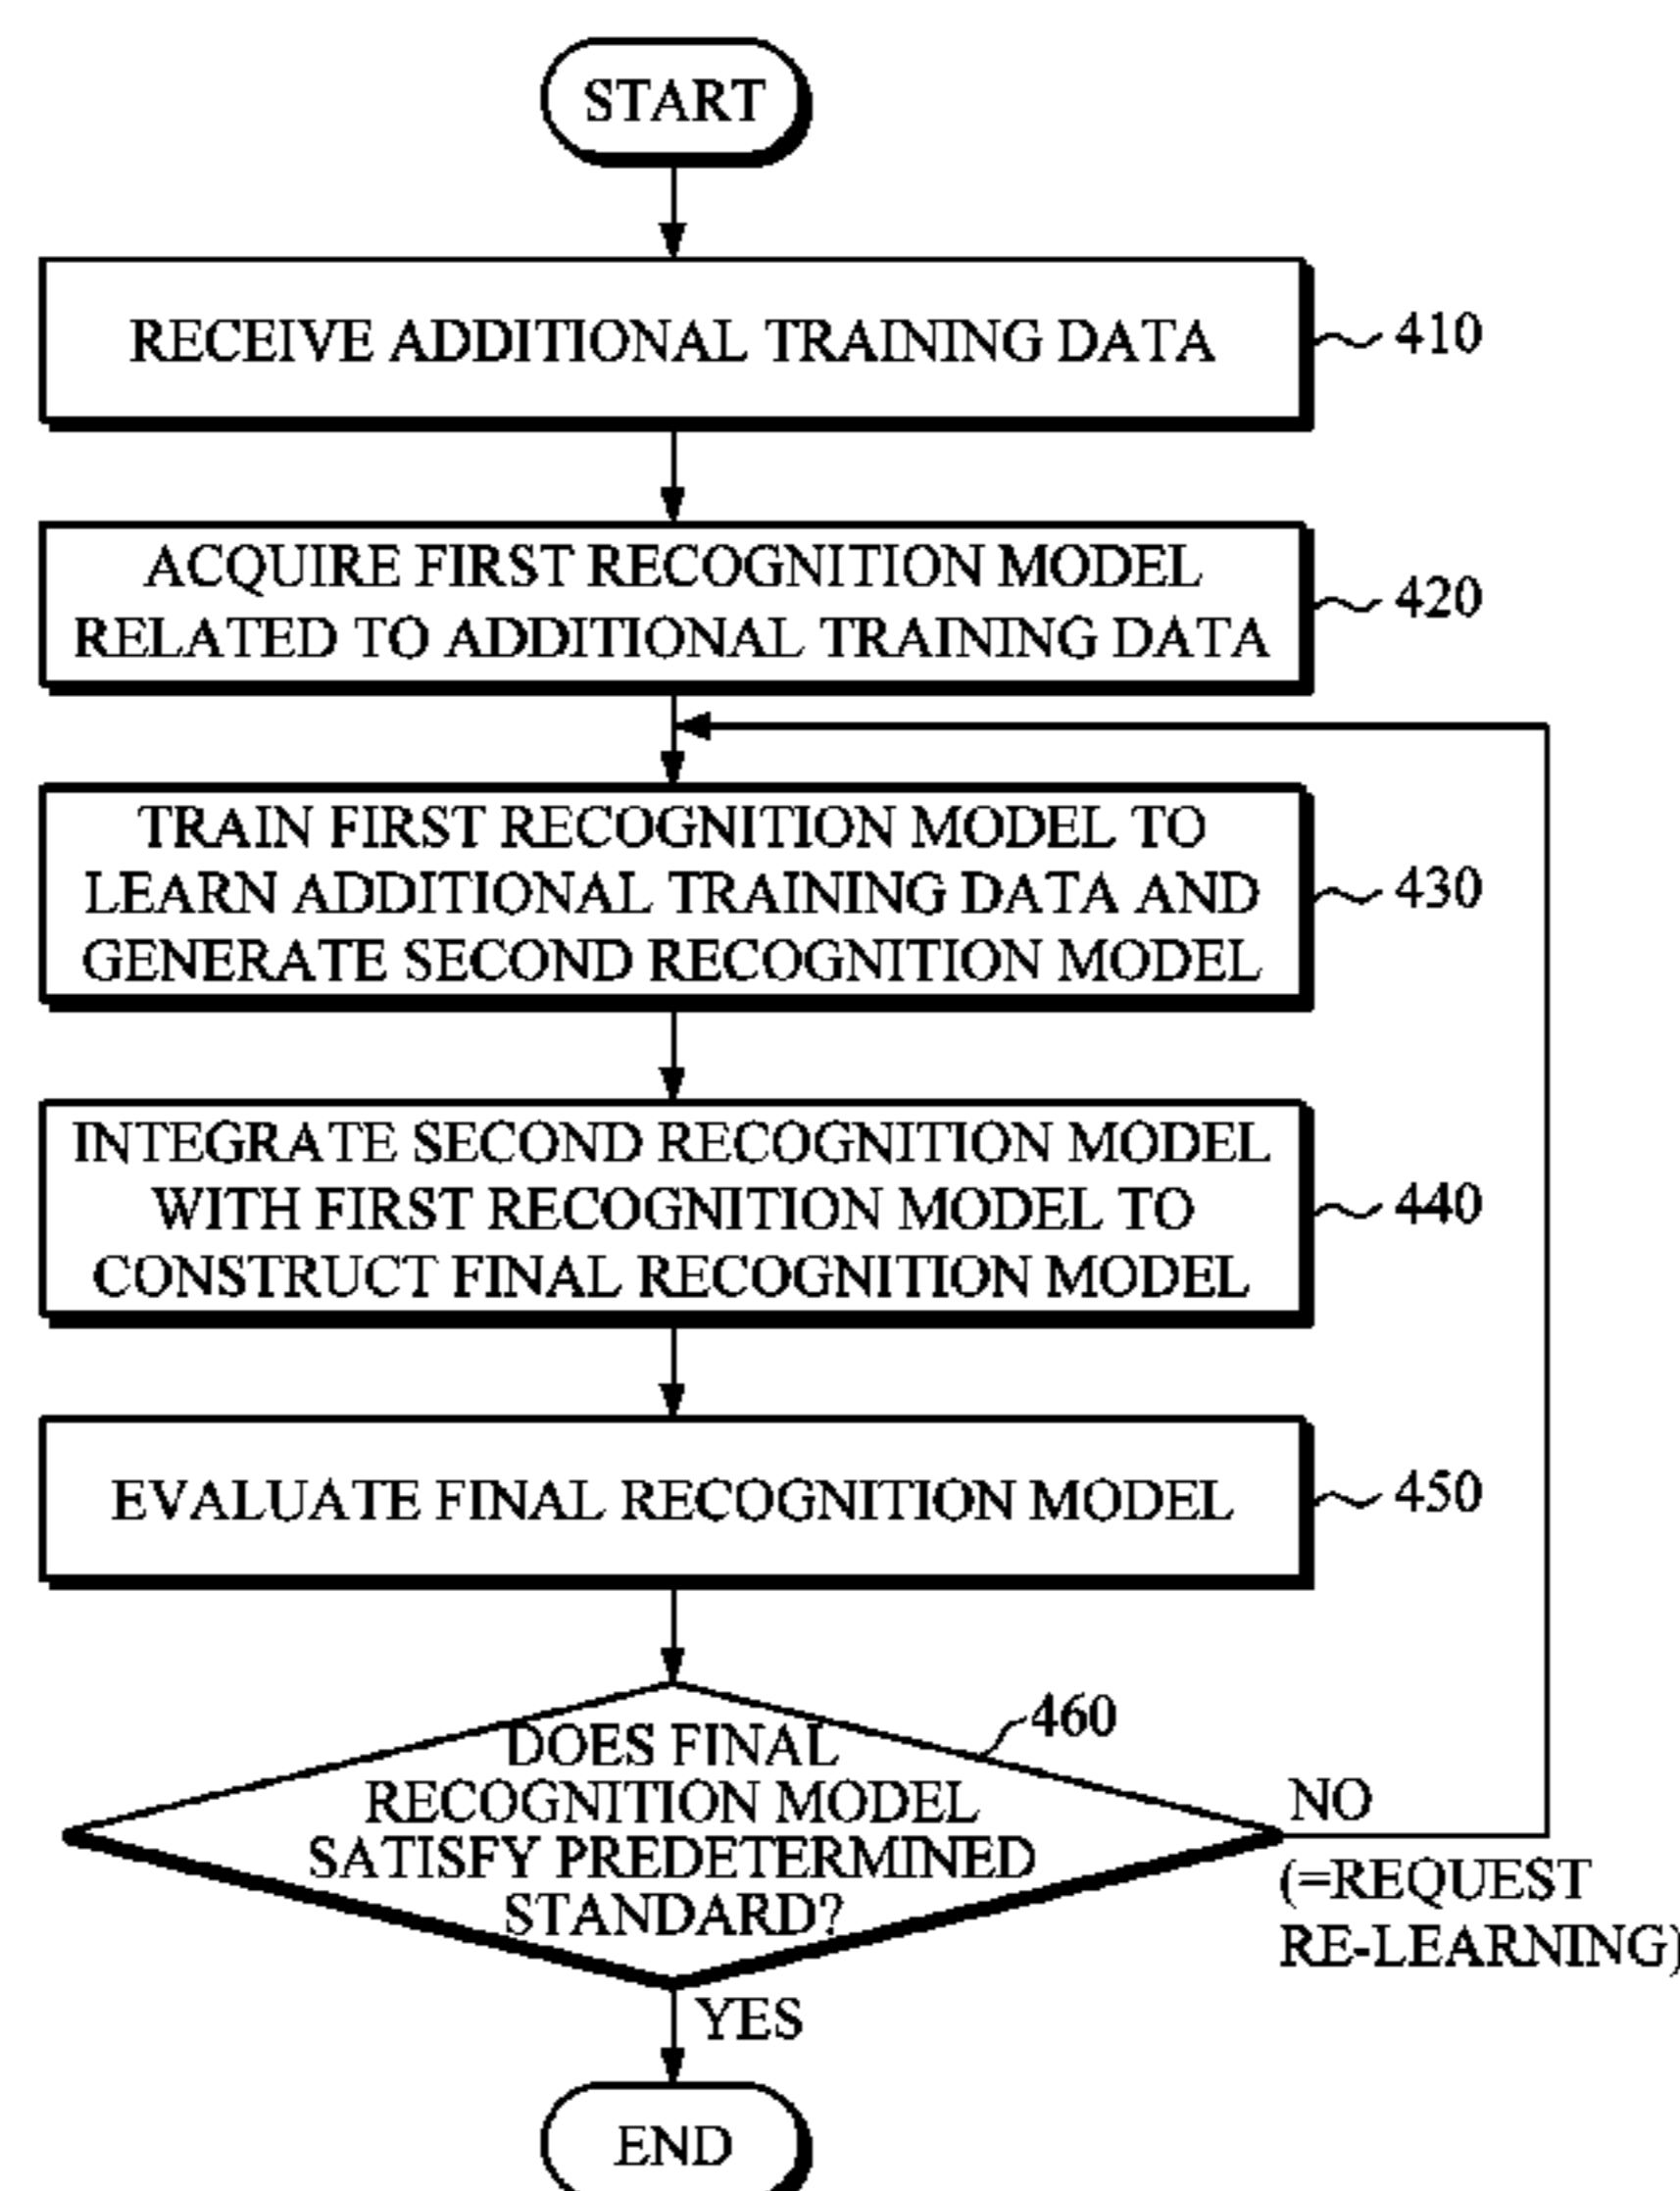 START
RECEIVE ADDITIONAL TRAINING DATA
410
ACQUIRE FIRST RECOGNITION MODEL
RELATED TO ADDITIONAL TRAINING DATA
420
TRAIN FIRST RECOGNITION MODEL TO
LEARN ADDITIONAL TRAINING DATA AND
GENERATE SECOND RECOGNITION MODEL
430
INTEGRATE SECOND RECOGNITION MODEL
WITH FIRST RECOGNITION MODEL TO
CONSTRUCT FINAL RECOGNITION MODEL
440
EVALUATE FINAL RECOGNITION MODEL
450
460
DOES FINAL
RECOGNITION MODEL
SATISFY PREDETERMINED
STANDARD?
NO
(=REQUEST
RE-LEARNING)
YES
END